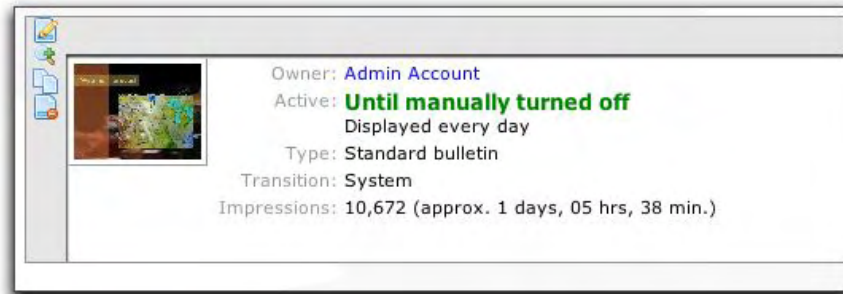 Owner: Admin Account
Active: Until manually turned off
Displayed every day
Type: Standard bulletin
Transition: System
Impressions: 10,672 (approx. 1 days, 05 hrs, 38 min.)